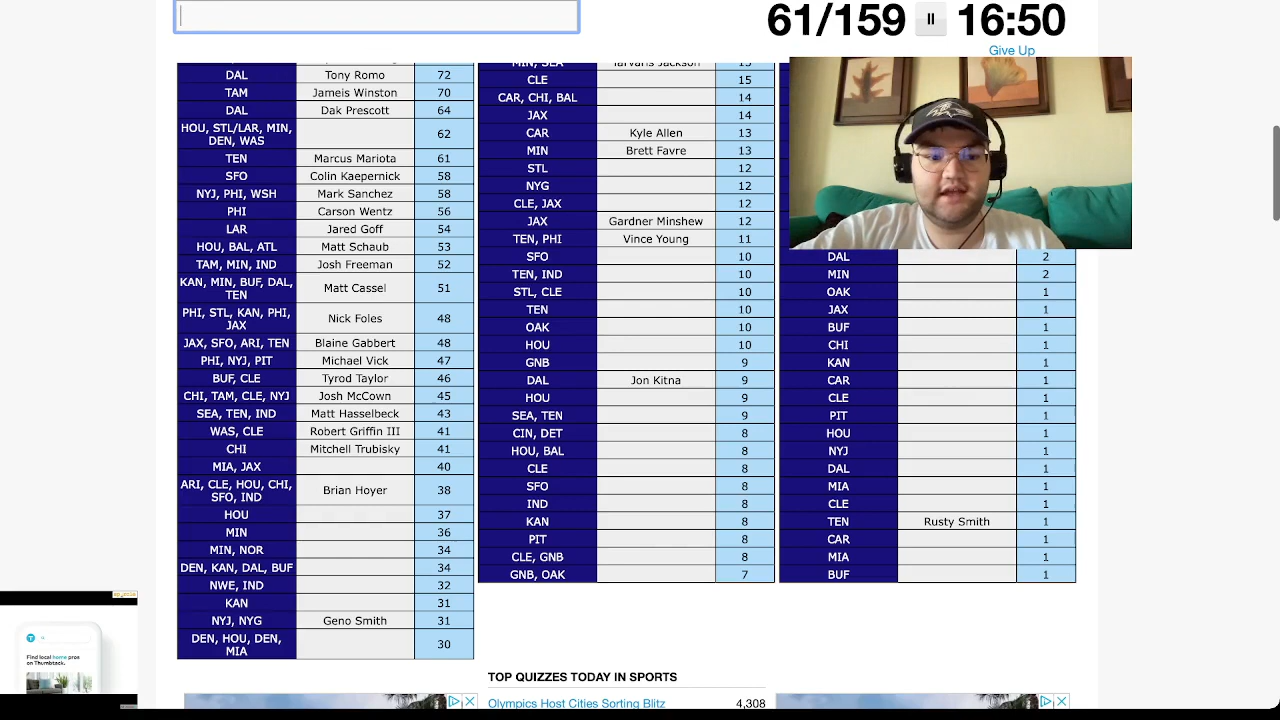 61/159 16:50
Give Up
DAL Tony Romo 72
TAM Jameis Winston 70
DAL Dak Prescott 64
HOU, STL/LAR, MIN,
DEN, WAS 62
TEN Marcus Mariota 61
SFO Colin Kaepernick 58
NYJ, PHI, WSH Mark Sanchez 58
PHI Carson Wentz 56
LAR Jared Goff 54
HOU, BAL, ATL Matt Schaub 53
TAM, MIN, IND Josh Freeman 52
KAN, MIN, BUF, DAL,
TEN Matt Cassel 51
PHI, STL, KAN, PHI,
JAX Nick Foles 48
JAX, SFO, ARI, TEN Blaine Gabbert 48
PHI, NYJ, PIT Michael Vick 47
BUF, CLE Tyrod Taylor 46
CHI, TAM, CLE, NYJ Josh McCown 45
SEA, TEN, IND Matt Hasselbeck 43
WAS, CLE Robert Griffin III 41
CHI Mitchell Trubisky 41
MIA, JAX 40
ARI, CLE, HOU, CHI,
SFO, IND Brian Hoyer 38
HOU 37
MIN 36
MIN, NOR 34
DEN, KAN, DAL, BUF 34
NWE, IND 32
KAN 31
NYJ, NYG Geno Smith 31
DEN, HOU, DEN,
MIA 30
MIN, SEA Tarvaris Jackson 15
CLE 15
CAR, CHI, BAL 14
JAX 14
CAR Kyle Allen 13
MIN Brett Favre 13
STL 12
NYG 12
CLE, JAX 12
JAX Gardner Minshew 12
TEN, PHI Vince Young 11
SFO 10
TEN, IND 10
STL, CLE 10
TEN 10
OAK 10
HOU 10
GNB 9
DAL Jon Kitna 9
HOU 9
SEA, TEN 9
CIN, DET 8
HOU, BAL 8
CLE 8
SFO 8
IND 8
KAN 8
PIT 8
CLE, GNB 8
GNB, OAK 7
DAL 2
MIN 2
OAK 1
JAX 1
BUF 1
CHI 1
KAN 1
CAR 1
CLE 1
PIT 1
HOU 1
NYJ 1
DAL 1
MIA 1
CLE 1
TEN Rusty Smith 1
CAR 1
MIA 1
BUF 1
Find local home pros
on Thumbtack.
TOP QUIZZES TODAY IN SPORTS
Olympics Host Cities Sorting Blitz 4,308